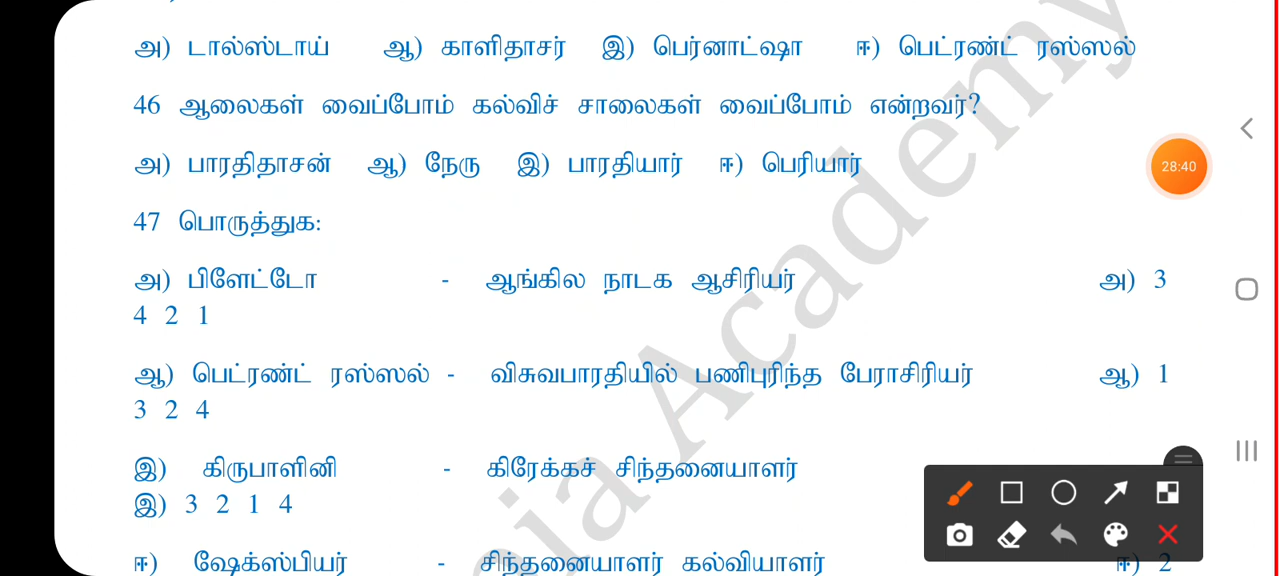 அ) டால்ஸ்டாய் ஆ) காளிதாசர் இ) பெர்னாட்ஷா ஈ) பெட்ரண்ட் ரஸ்ஸல்
46 ஆலைகள் வைப்போம் கல்விச் சாலைகள் வைப்போம் என்றவர்?
28:40
அ) பாரதிதாசன் ஆ) நேரு இ) பாரதியார் ஈ) பெரியார்
47 பொருத்துக:
அ) பிளேட்டோ - ஆங்கில நாடக ஆசிரியர் அ) 3
4 2 1
ஆ) பெட்ரண்ட் ரஸ்ஸல் - விசுவபாரதியில் பணிபுரிந்த பேராசிரியர் ஆ) 1
3 2 4
இ) கிருபாளினி - கிரேக்கச் சிந்தனையாளர்
இ) 3 2 1 4
ஈ) ஷேக்ஸ்பியர் - சிந்தனையாளர் கல்வியாளர் ஈ) 2
Academy